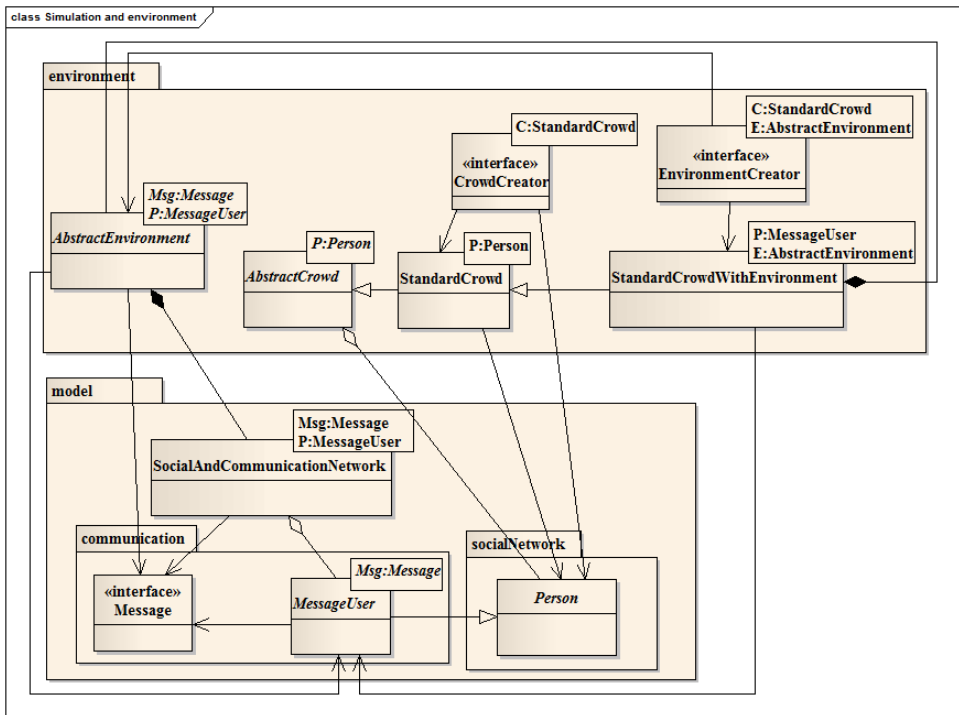 class Simulation and environment
environment
C:StandardCrowd
E:AbstractEnvironment
C:StandardCrowd
«interface»
CrowdCreator
«interface»
EnvironmentCreator
Msg:Message
P:MessageUser
AbstractEnvironment
P:Person
AbstractCrowd
P:Person
StandardCrowd
P:MessageUser
E:AbstractEnvironment
StandardCrowdWithEnvironment
model
Msg:Message
P:MessageUser
SocialAndCommunicationNetwork
communication
socialNetwork
«interface»
Message
Msg:Message
MessageUser
Person